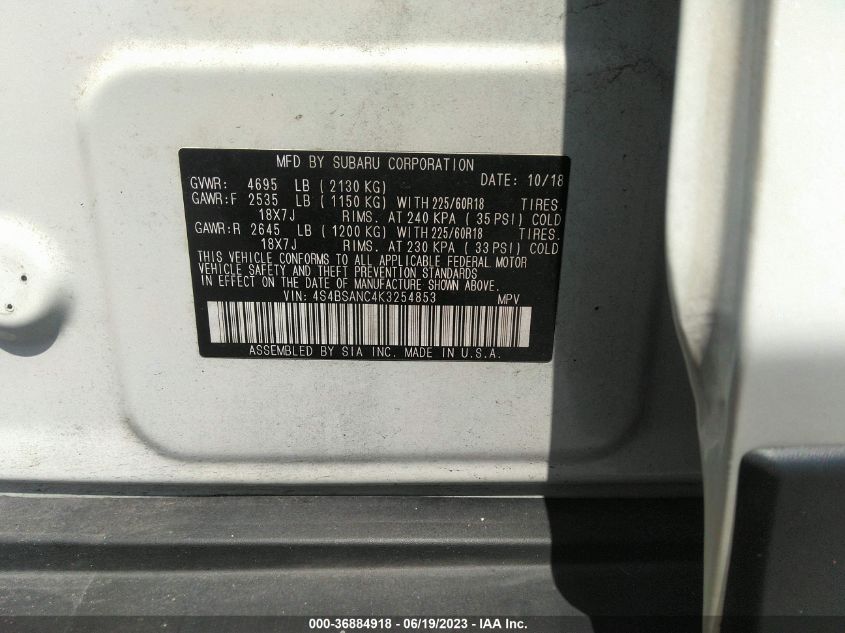 MFD BY SUBARU CORPORATION
GVWR: 4695 LB ( 2130 KG) DATE: 10/18
GAWR:F 2535 LB ( 1150 KG) WITH 225/60R18 TIRES.
18X7J RIMS. AT 240 KPA ( 35 PSI) COLD
GAWR:R 2645 LB ( 1200 KG) WITH 225/60R18 TIRES.
18X7J RIMS. AT 230 KPA ( 33 PSI) COLD
THIS VEHICLE CONFORMS TO ALL APPLICABLE FEDERAL MOTOR
VEHICLE SAFETY AND THEFT PREVENTION STANDARDS
IN EFFECT ON THE DATE OF MANUFACTURE SHOWN ABOVE.
VIN: 4S4BSANC4K3254853 MPV
ASSEMBLED BY SIA INC. MADE IN U.S.A.
000-36884918 - 06/19/2023 - IAA Inc.